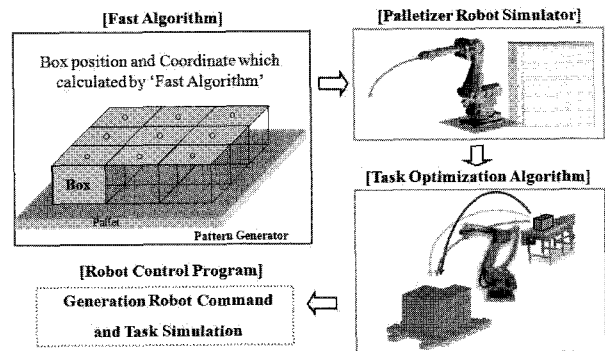 [Fast Algorithm]
Box position and Coordinate which
calculated by 'Fast Algorithm'
Box
Pallet
Pattern Generator
[Palletizer Robot Simulator]
[Task Optimization Algorithm]
[Robot Control Program]
Generation Robot Command
and Task Simulation